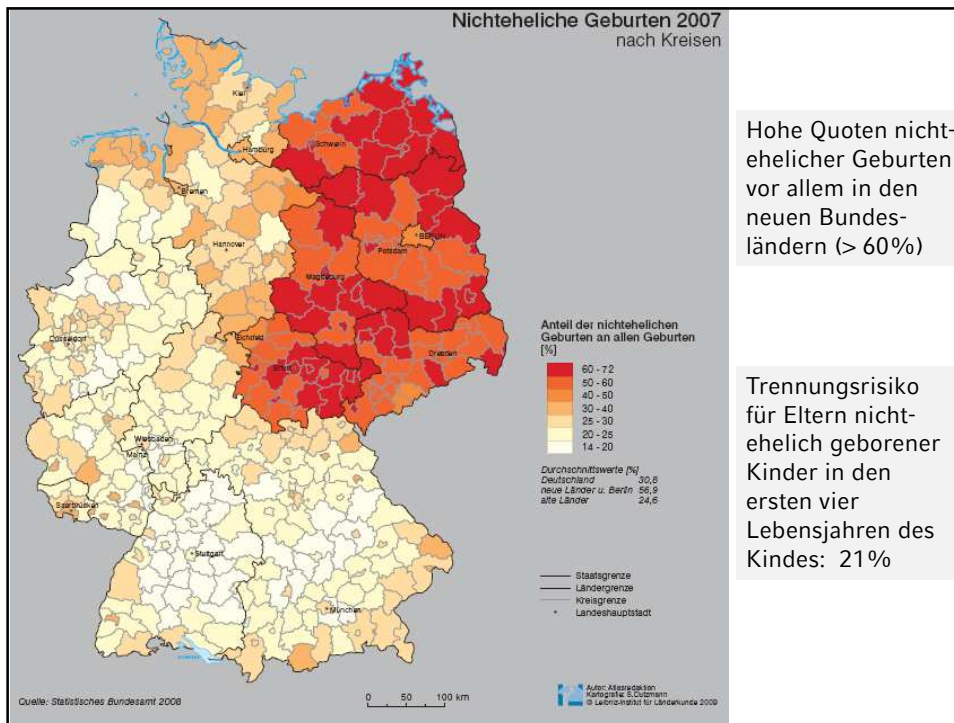 Nichteheliche Geburten 2007
nach Kreisen
Kiel
Hamburg
Schwerin
Bremen
Hannover
BERLIN
Potsdam
Magdeburg
Düsseldorf
Eichsfeld
Erfurt
Dresden
Wiesbaden
Mainz
Saarbrücken
Stuttgart
München
Anteil der nichtehelichen
Geburten an allen Geburten
[%]
60 - 72
50 - 60
40 - 50
30 - 40
25 - 30
20 - 25
14 - 20
Durchschnittswerte [%]
Deutschland 30,8
neue Länder u. Berlin 56,9
alte Länder 24,6
Staatsgrenze
Ländergrenze
Kreisgrenze
Landeshauptstadt
Quelle: Statistisches Bundesamt 2008
0 50 100 km
Autor: Atlasredaktion
Kartografie: S. Dutzmann
© Leibniz-Institut für Länderkunde 2009
Hohe Quoten nicht-
ehelicher Geburten
vor allem in den
neuen Bundes-
ländern (> 60%)
Trennungsrisiko
für Eltern nicht-
ehelich geborener
Kinder in den
ersten vier
Lebensjahren des
Kindes: 21%